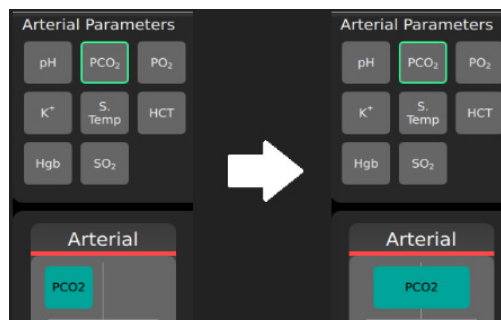 Arterial Parameters
pH PCO₂ PO₂
K⁺ S. Temp HCT
Hgb SO₂
Arterial
PCO2
Arterial Parameters
pH PCO₂ PO₂
K⁺ S. Temp HCT
Hgb SO₂
Arterial
PCO2